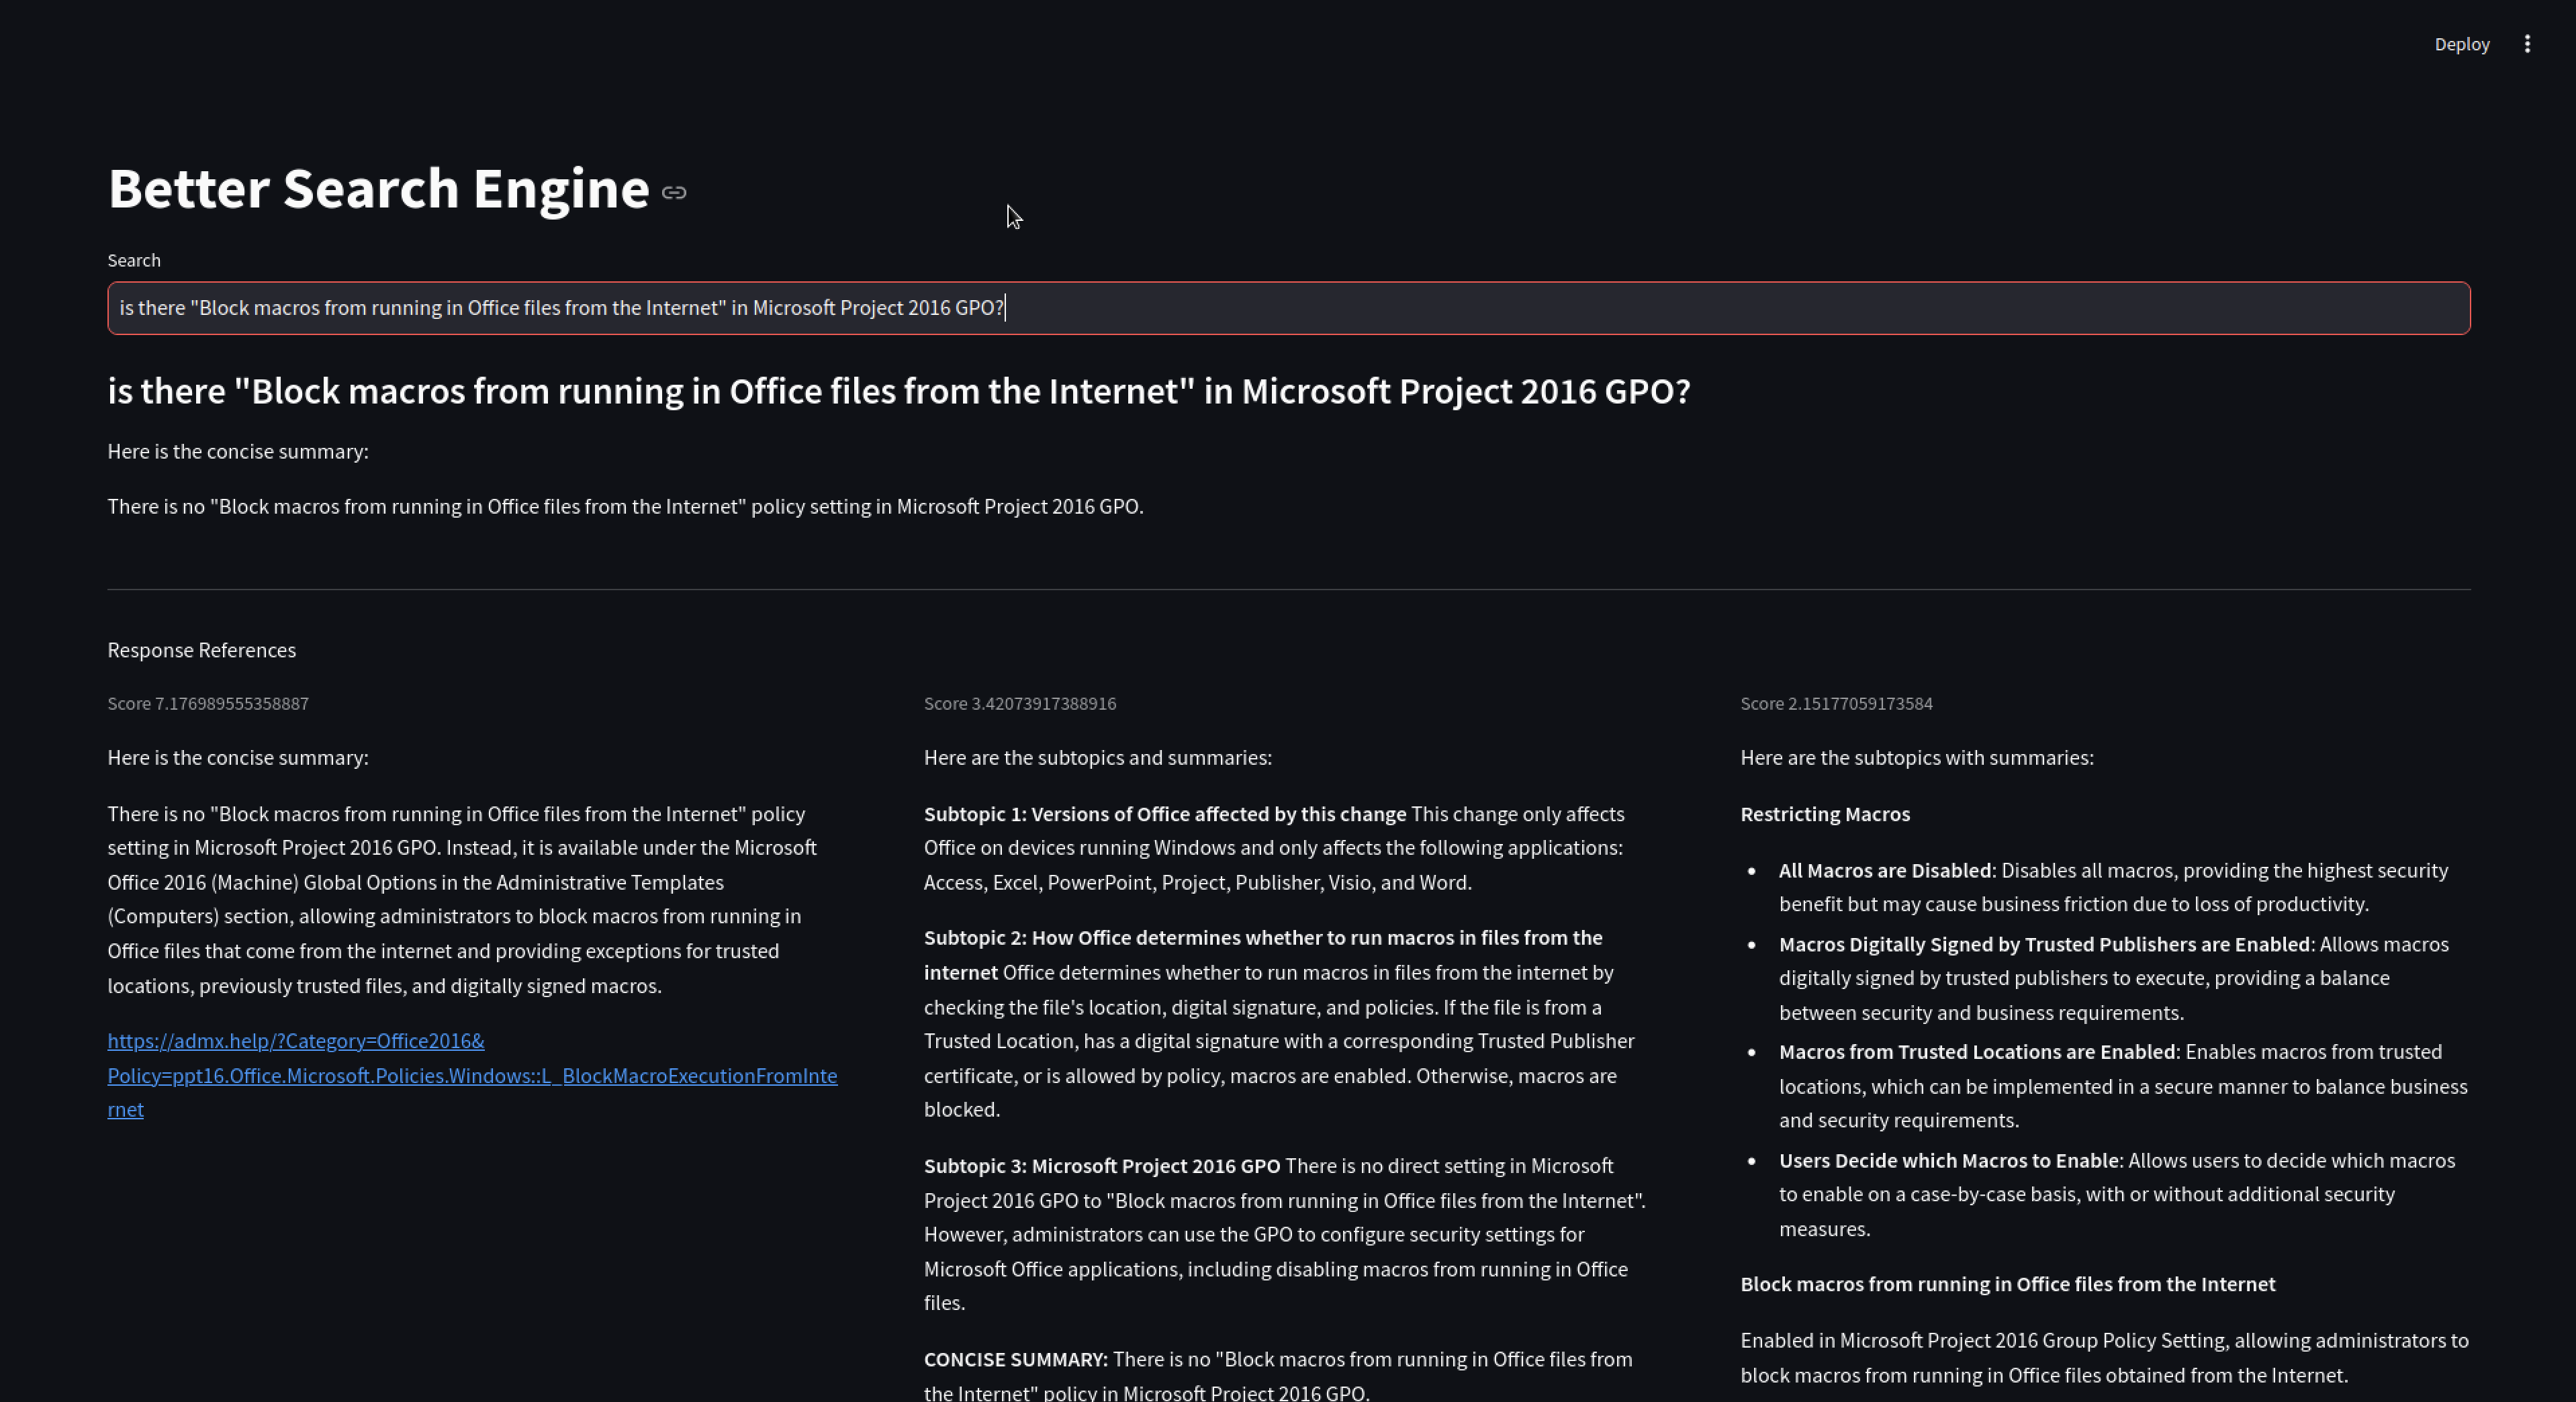 Deploy
Better Search Engine
Search
is there "Block macros from running in Office files from the Internet" in Microsoft Project 2016 GPO?
is there "Block macros from running in Office files from the Internet" in Microsoft Project 2016 GPO?
Here is the concise summary:
There is no "Block macros from running in Office files from the Internet" policy setting in Microsoft Project 2016 GPO.
Response References
Score 7.176989555358887
Here is the concise summary:
There is no "Block macros from running in Office files from the Internet" policy
setting in Microsoft Project 2016 GPO. Instead, it is available under the Microsoft
Office 2016 (Machine) Global Options in the Administrative Templates
(Computers) section, allowing administrators to block macros from running in
Office files that come from the internet and providing exceptions for trusted
locations, previously trusted files, and digitally signed macros.
https://admx.help/?Category=Office2016&
Policy=ppt16.Office.Microsoft.Policies.Windows::L_BlockMacroExecutionFromInte
rnet
Score 3.42073917388916
Here are the subtopics and summaries:
Subtopic 1: Versions of Office affected by this change This change only affects
Office on devices running Windows and only affects the following applications:
Access, Excel, PowerPoint, Project, Publisher, Visio, and Word.
Subtopic 2: How Office determines whether to run macros in files from the
internet Office determines whether to run macros in files from the internet by
checking the file's location, digital signature, and policies. If the file is from a
Trusted Location, has a digital signature with a corresponding Trusted Publisher
certificate, or is allowed by policy, macros are enabled. Otherwise, macros are
blocked.
Subtopic 3: Microsoft Project 2016 GPO There is no direct setting in Microsoft
Project 2016 GPO to "Block macros from running in Office files from the Internet".
However, administrators can use the GPO to configure security settings for
Microsoft Office applications, including disabling macros from running in Office
files.
CONCISE SUMMARY: There is no "Block macros from running in Office files from
the Internet" policy in Microsoft Project 2016 GPO.
Score 2.15177059173584
Here are the subtopics with summaries:
Restricting Macros
All Macros are Disabled: Disables all macros, providing the highest security
benefit but may cause business friction due to loss of productivity.
Macros Digitally Signed by Trusted Publishers are Enabled: Allows macros
digitally signed by trusted publishers to execute, providing a balance
between security and business requirements.
Macros from Trusted Locations are Enabled: Enables macros from trusted
locations, which can be implemented in a secure manner to balance business
and security requirements.
Users Decide which Macros to Enable: Allows users to decide which macros
to enable on a case-by-case basis, with or without additional security
measures.
Block macros from running in Office files from the Internet
Enabled in Microsoft Project 2016 Group Policy Setting, allowing administrators to
block macros from running in Office files obtained from the Internet.